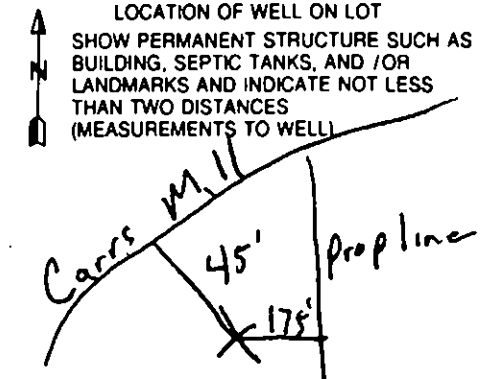 LOCATION OF WELL ON LOT
SHOW PERMANENT STRUCTURE SUCH AS
BUILDING, SEPTIC TANKS, AND /OR
LANDMARKS AND INDICATE NOT LESS
THAN TWO DISTANCES
(MEASUREMENTS TO WELL)
N
Carrs Mill
45'
Prop line
175'